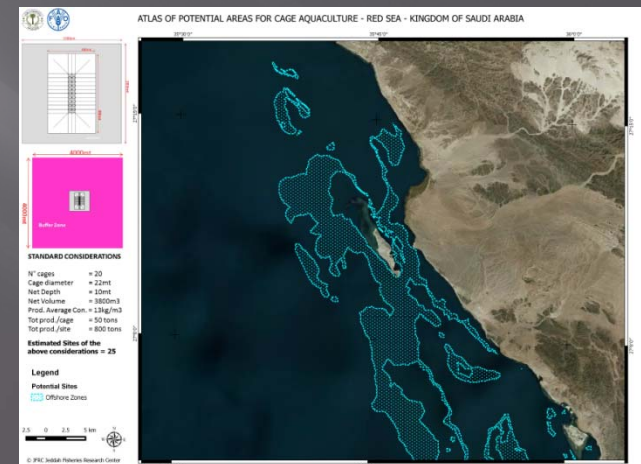 ATLAS OF POTENTIAL AREAS FOR CAGE AQUACULTURE - RED SEA - KINGDOM OF SAUDI ARABIA
4000mt
4000mt
Buffer Zone
STANDARD CONSIDERATIONS
N° cages = 20
Cage diameter = 22mt
Net Depth = 10mt
Net Volume = 3800m3
Prod. Average Con. = 13kg/m3
Tot prod./cage = 50 tons
Tot prod./site = 800 tons
Estimated Sites of the
above considerations = 25
Legend
Potential Sites
Offshore Zones
2.5 0 2.5 5 km
© JFRC Jeddah Fisheries Research Center